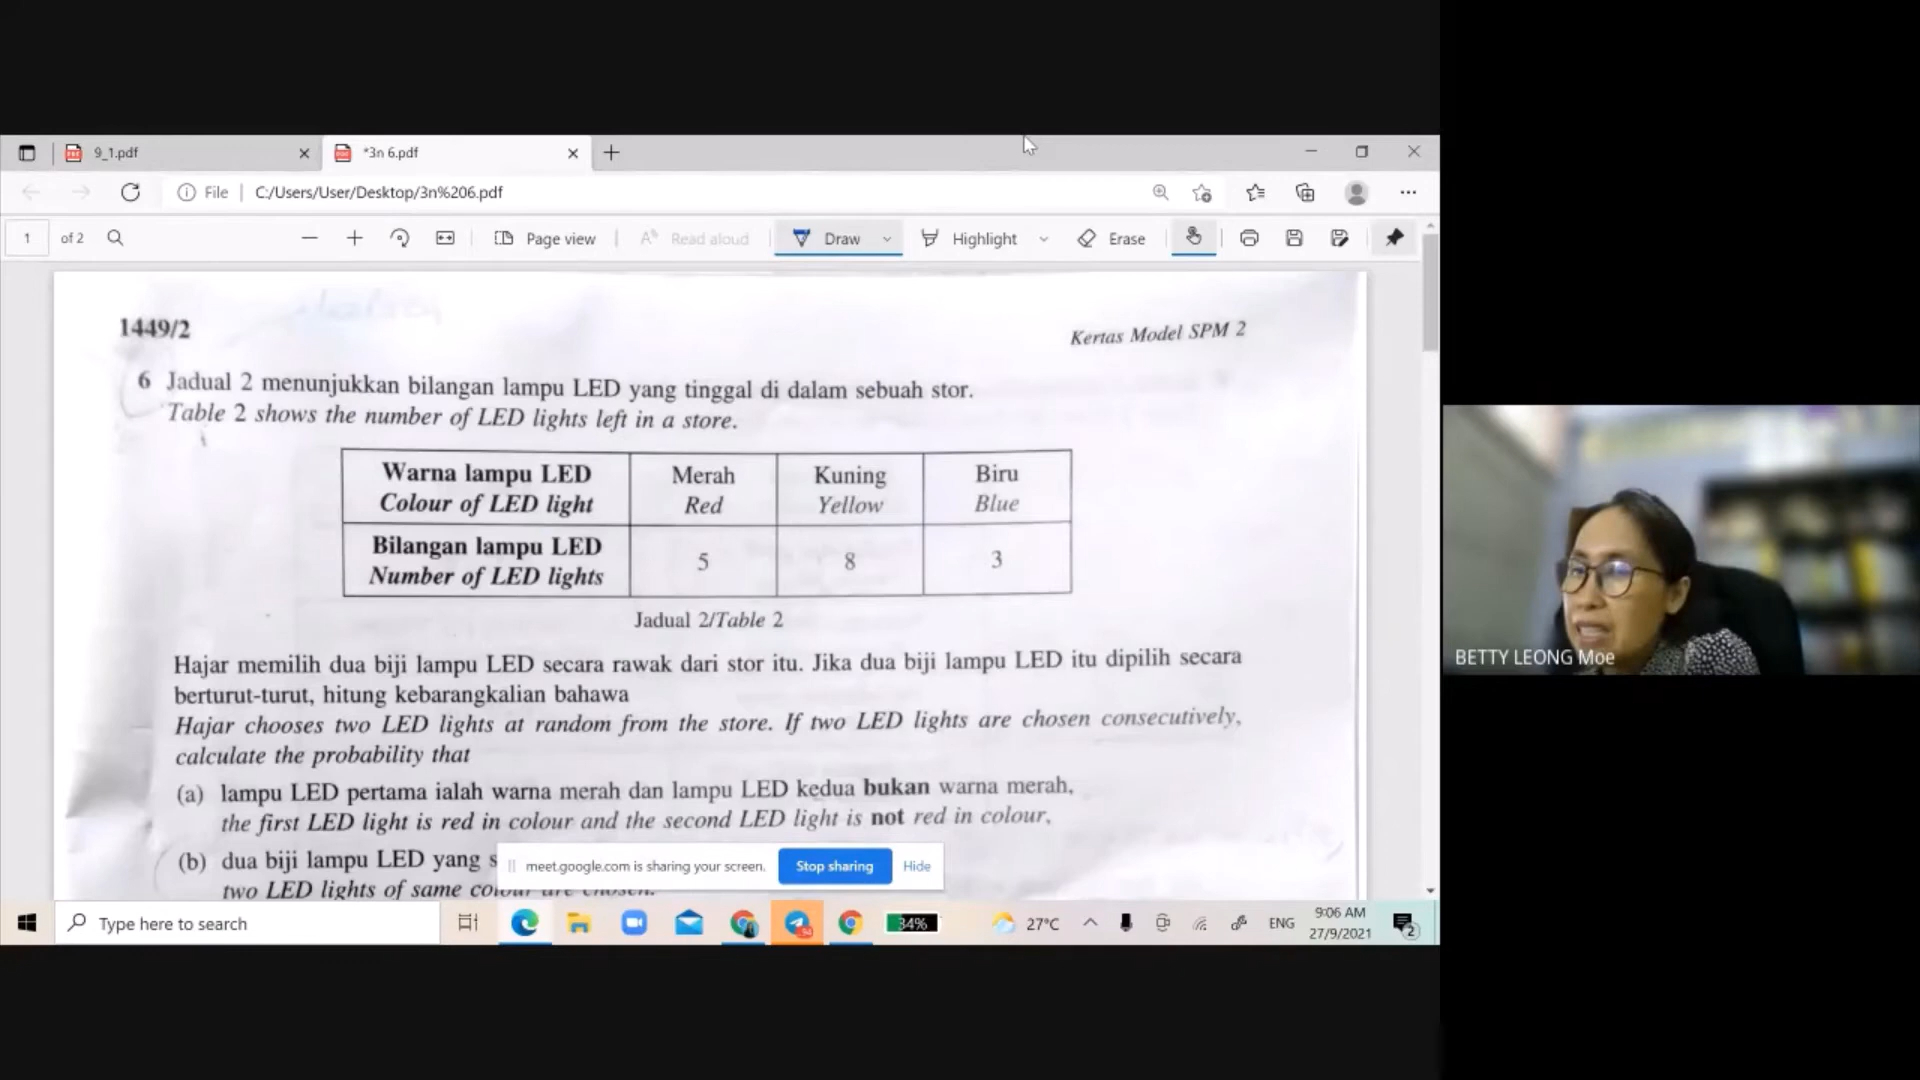 9_1.pdf
*3n 6.pdf
File
C:/Users/User/Desktop/3n%206.pdf
1
of 2
Page view
Read aloud
Draw
Highlight
Erase
1449/2
Kertas Model SPM 2
6 Jadual 2 menunjukkan bilangan lampu LED yang tinggal di dalam sebuah stor.
Table 2 shows the number of LED lights left in a store.
Warna lampu LED
Colour of LED light
Merah
Red
Kuning
Yellow
Biru
Blue
Bilangan lampu LED
Number of LED lights
5
8
3
Jadual 2/Table 2
Hajar memilih dua biji lampu LED secara rawak dari stor itu. Jika dua biji lampu LED itu dipilih secara
berturut-turut, hitung kebarangkalian bahawa
Hajar chooses two LED lights at random from the store. If two LED lights are chosen consecutively,
calculate the probability that
(a) lampu LED pertama ialah warna merah dan lampu LED kedua bukan warna merah,
the first LED light is red in colour and the second LED light is not red in colour,
(b) dua biji lampu LED yang s
two LED lights of same colour are chosen.
meet.google.com is sharing your screen.
Stop sharing
Hide
BETTY LEONG Moe
Type here to search
34%
27°C
ENG
9:06 AM
27/9/2021
2